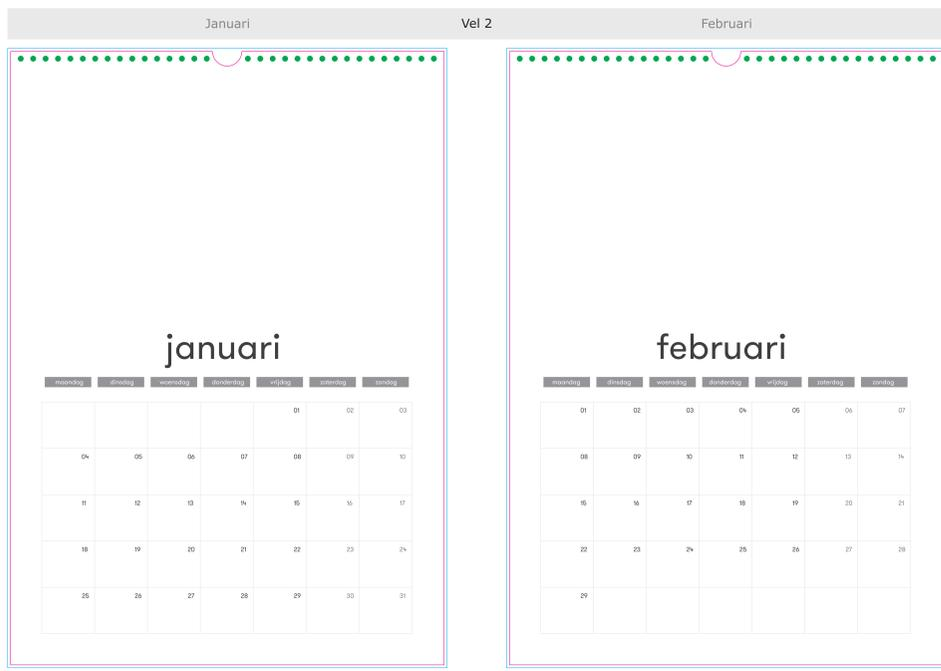 Januari Vel 2 Februari
januari
maandag dinsdag woensdag donderdag vrijdag zaterdag zondag
01 02 03
04 05 06 07 08 09 10
11 12 13 14 15 16 17
18 19 20 21 22 23 24
25 26 27 28 29 30 31
februari
maandag dinsdag woensdag donderdag vrijdag zaterdag zondag
01 02 03 04 05 06 07
08 09 10 11 12 13 14
15 16 17 18 19 20 21
22 23 24 25 26 27 28
29